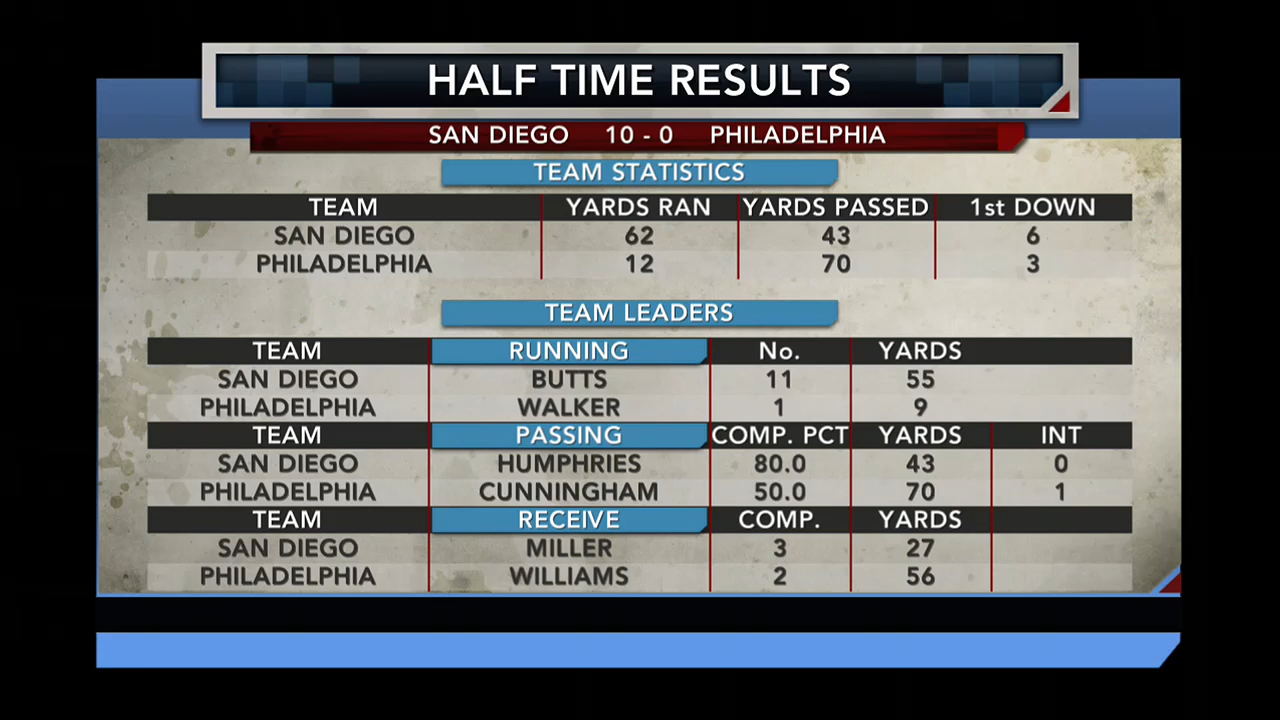 HALF TIME RESULTS
SAN DIEGO 10 - 0 PHILADELPHIA
TEAM STATISTICS
TEAM YARDS RAN YARDS PASSED 1st DOWN
SAN DIEGO 62 43 6
PHILADELPHIA 12 70 3
TEAM LEADERS
TEAM RUNNING No. YARDS
SAN DIEGO BUTTS 11 55
PHILADELPHIA WALKER 1 9
TEAM PASSING COMP. PCT YARDS INT
SAN DIEGO HUMPHRIES 80.0 43 0
PHILADELPHIA CUNNINGHAM 50.0 70 1
TEAM RECEIVE COMP. YARDS
SAN DIEGO MILLER 3 27
PHILADELPHIA WILLIAMS 2 56